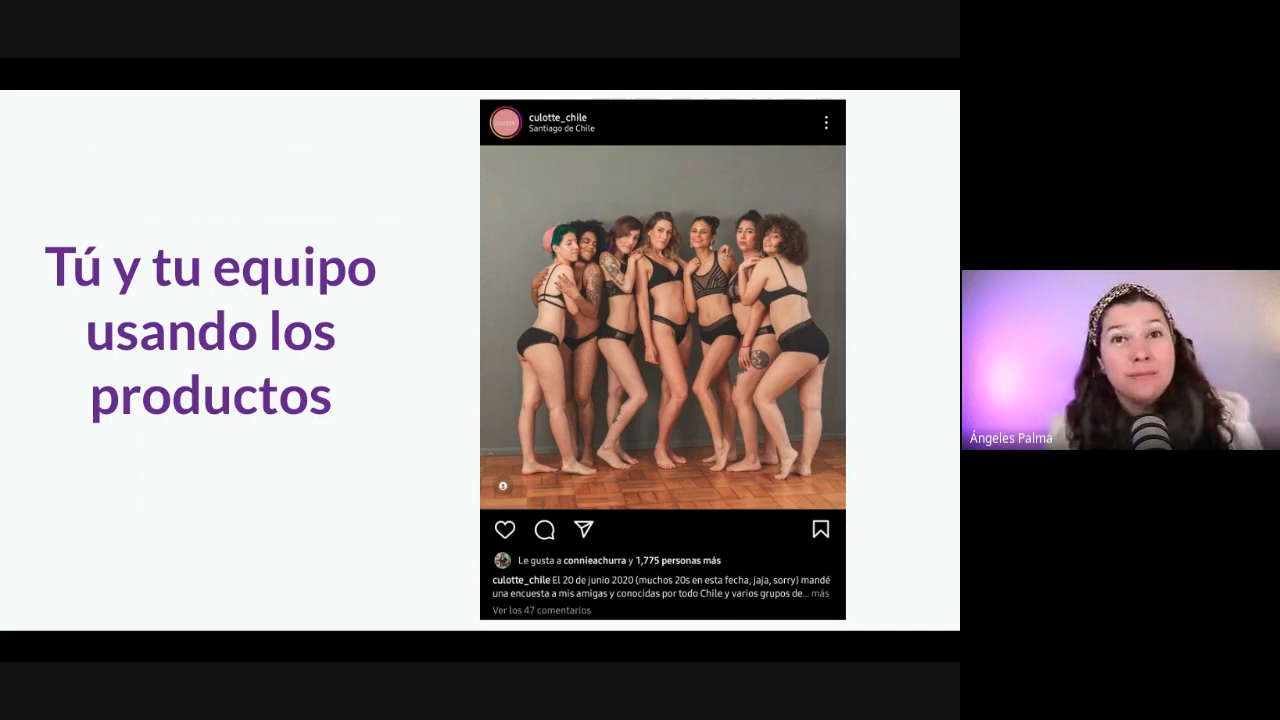 Tú y tu equipo
usando los
productos
culotte_chile
Santiago de Chile
Le gusta a connieachurra y 1,775 personas más
culotte_chile El 20 de junio 2020 (muchos 20s en esta fecha, jaja, sorry) mandé
una encuesta a mis amigas y conocidas por todo Chile y varios grupos de... más
Ver los 47 comentarios
Ángeles Palma